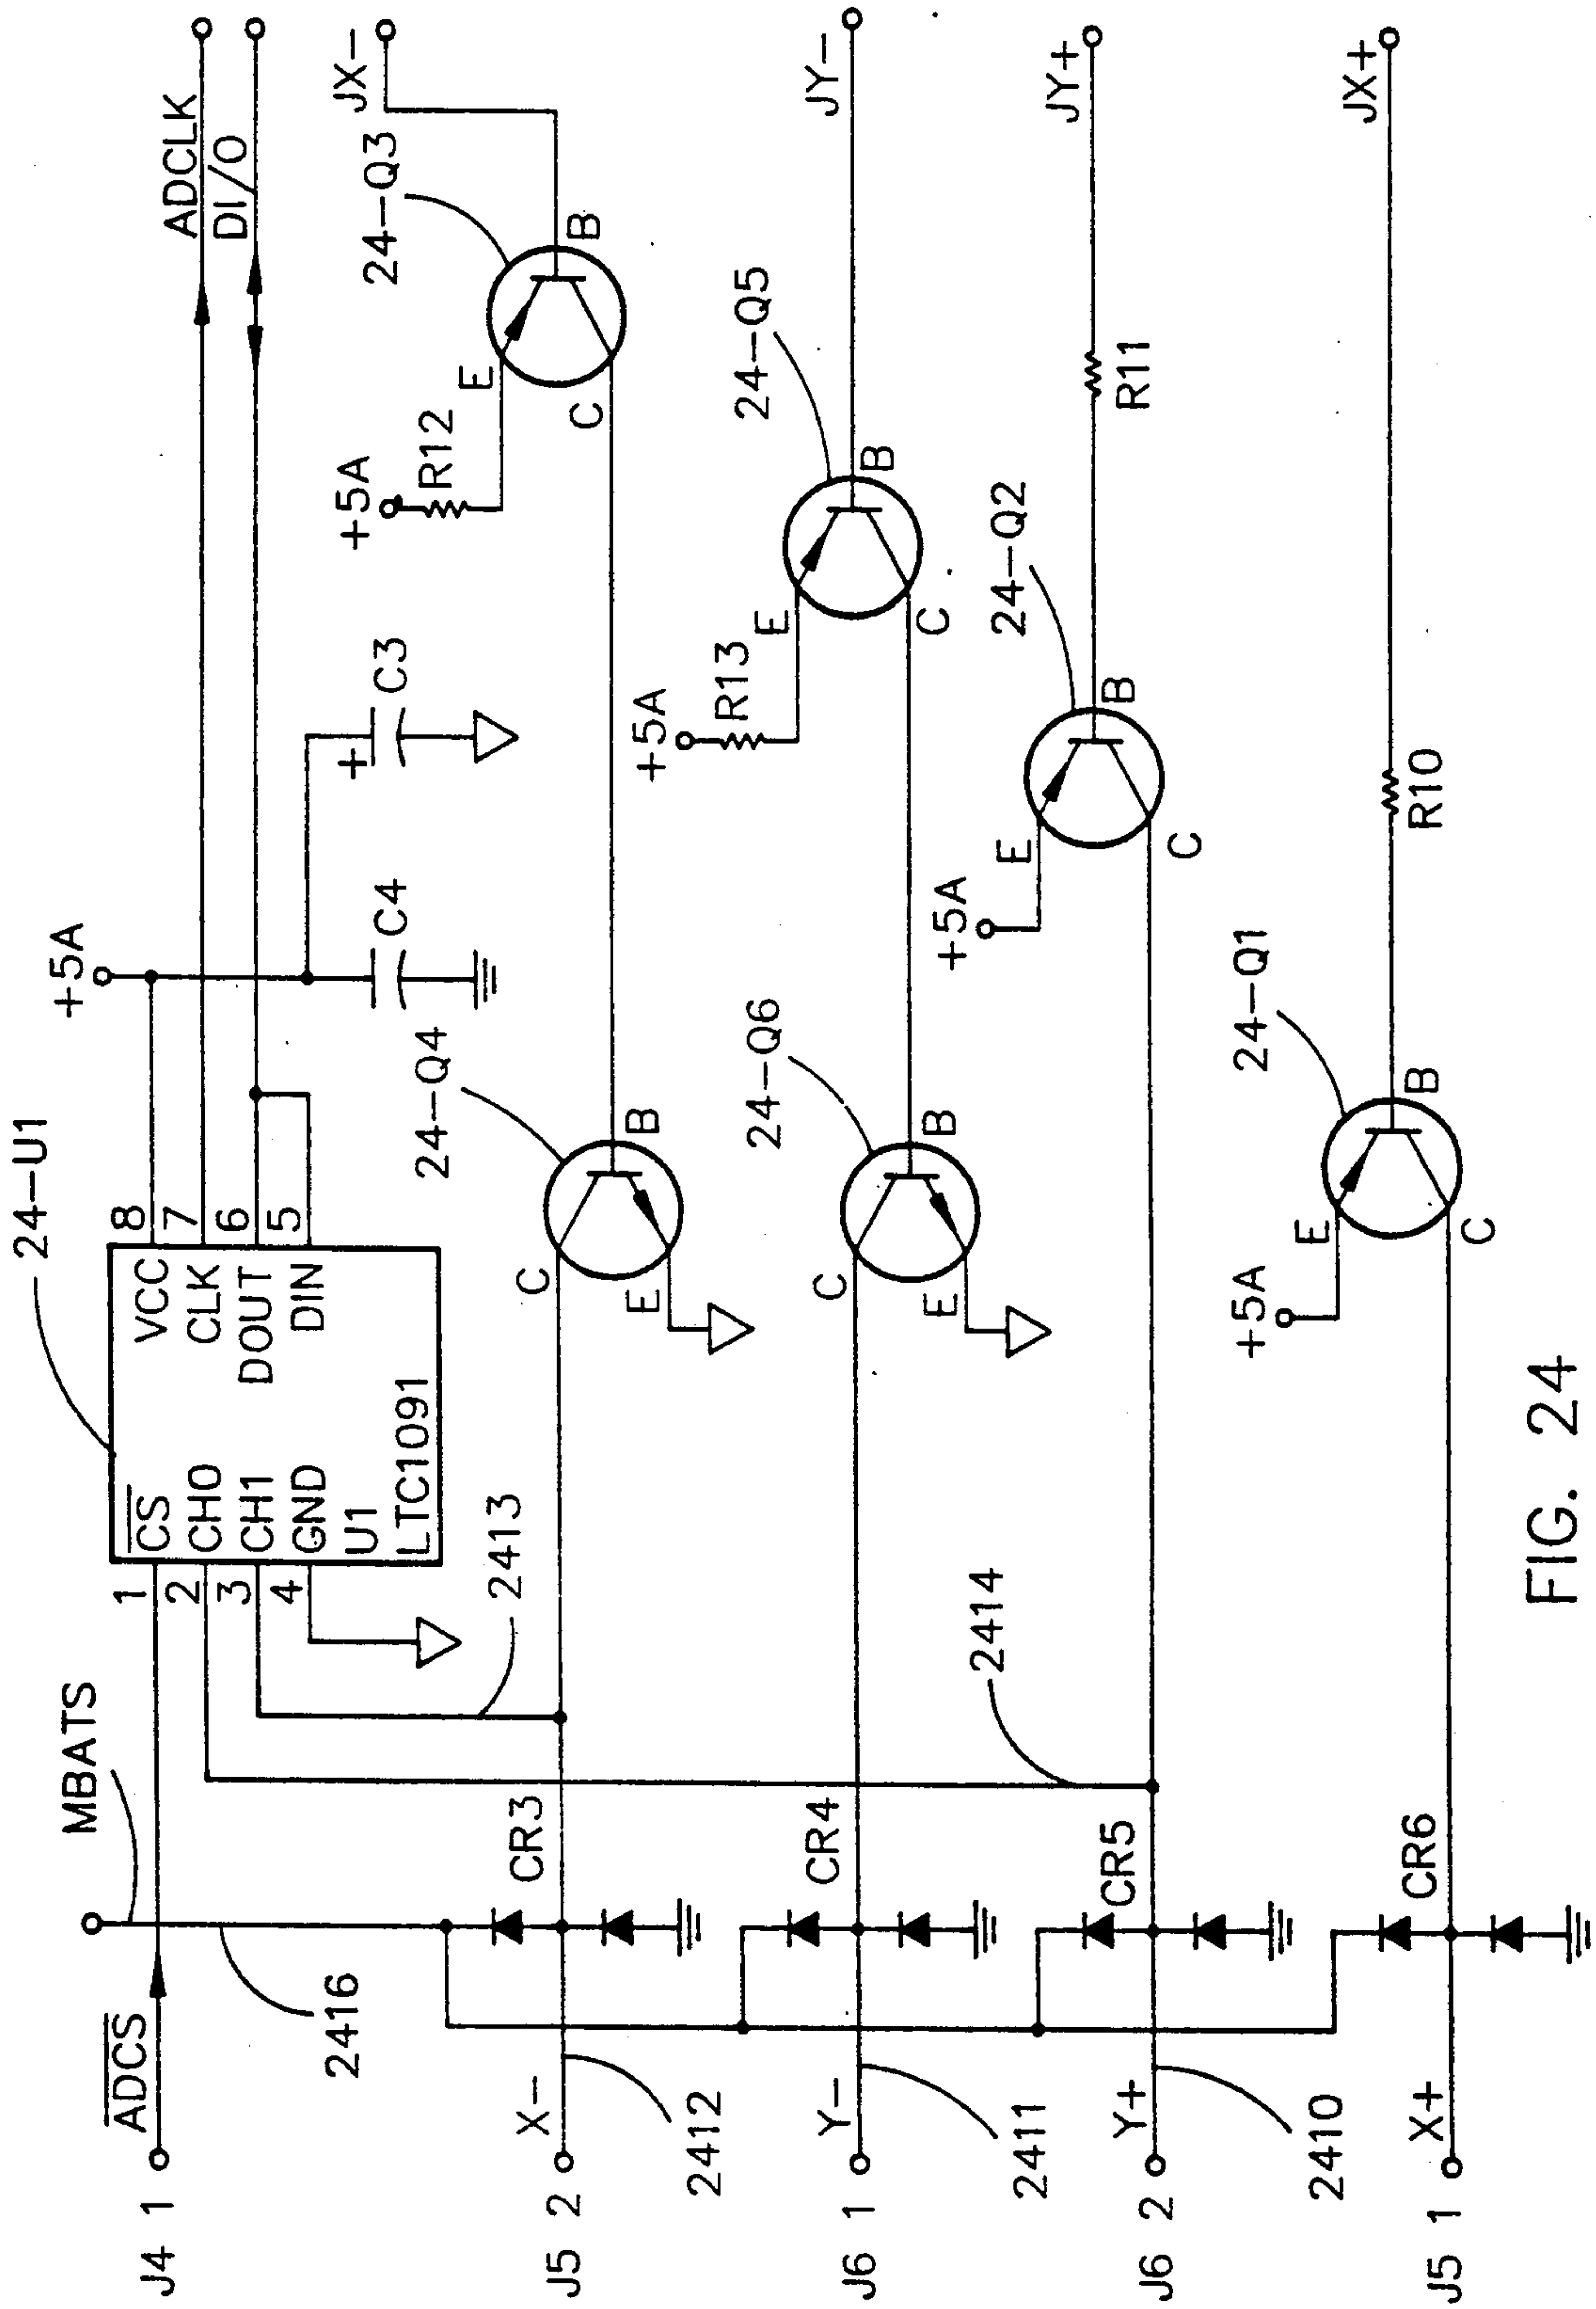 24-U1
+5A
ADCLK
DI/O
JX-
24-Q3
MBATS
ADCS
J4 1
1 CS
2 CH0
3 CH1
4 GND
U1
LTC1091
VCC 8
CLK 7
DOUT 6
DIN 5
C4
C3
+
+5A
R12
E
C
B
2416
24-Q4
2413
CR3
X-
J5 2
2412
C
E
B
+5A
R13
24-Q5
E
C
B
JY-
24-Q6
CR4
Y-
J6 1
2411
C
E
B
+5A
24-Q2
E
C
B
R11
JY+
2414
CR5
Y+
J6 2
2410
+5A
24-Q1
E
C
B
R10
JX+
CR6
X+
J5 1
FIG. 24